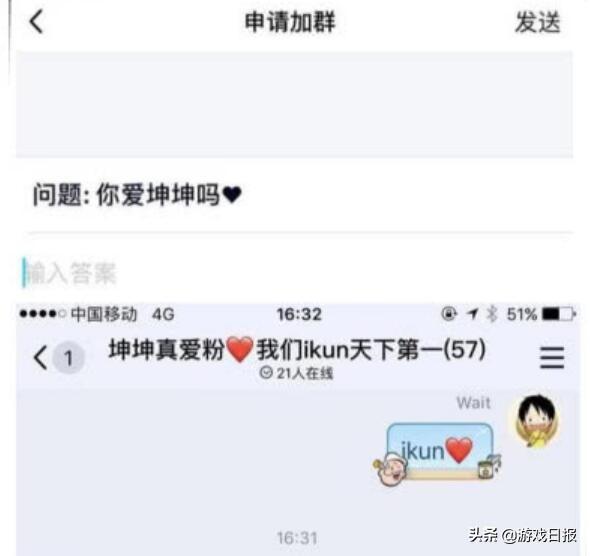 申请加群 发送
问题: 你爱坤坤吗♥
输入答案
中国移动 4G 16:32 51%
1 坤坤真爱粉❤️我们ikun天下第一(57)
21人在线
Wait
ikun❤️
16:31
头条 @游戏日报